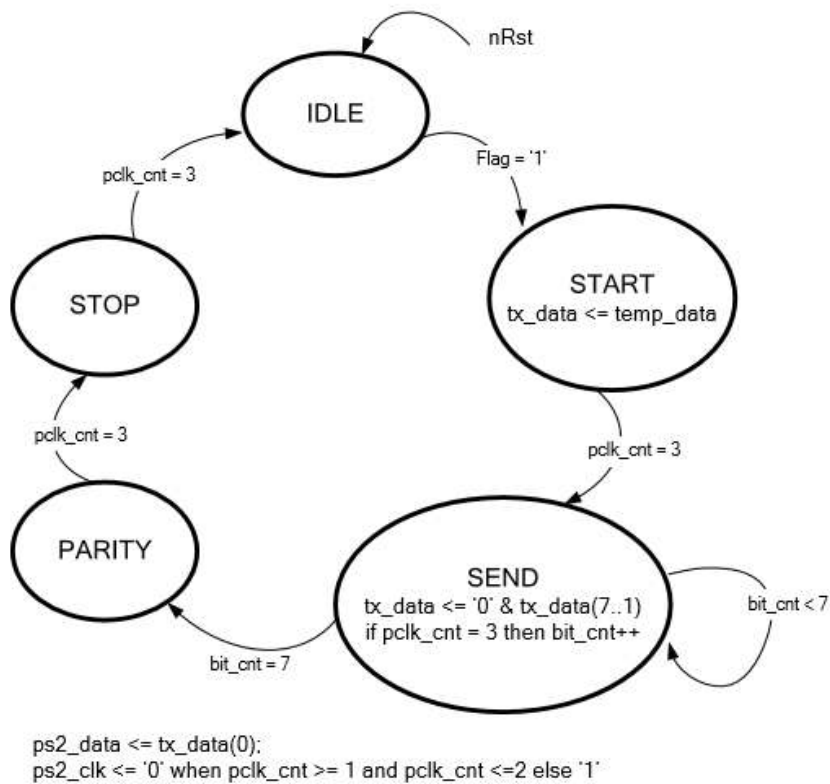 nRst
IDLE
Flag = '1'
pclk_cnt = 3
START
tx_data <= temp_data
STOP
pclk_cnt = 3
pclk_cnt = 3
PARITY
SEND
tx_data <= '0' & tx_data(7..1)
if pclk_cnt = 3 then bit_cnt++
bit_cnt < 7
bit_cnt = 7
ps2_data <= tx_data(0);
ps2_clk <= '0' when pclk_cnt >= 1 and pclk_cnt <=2 else '1'